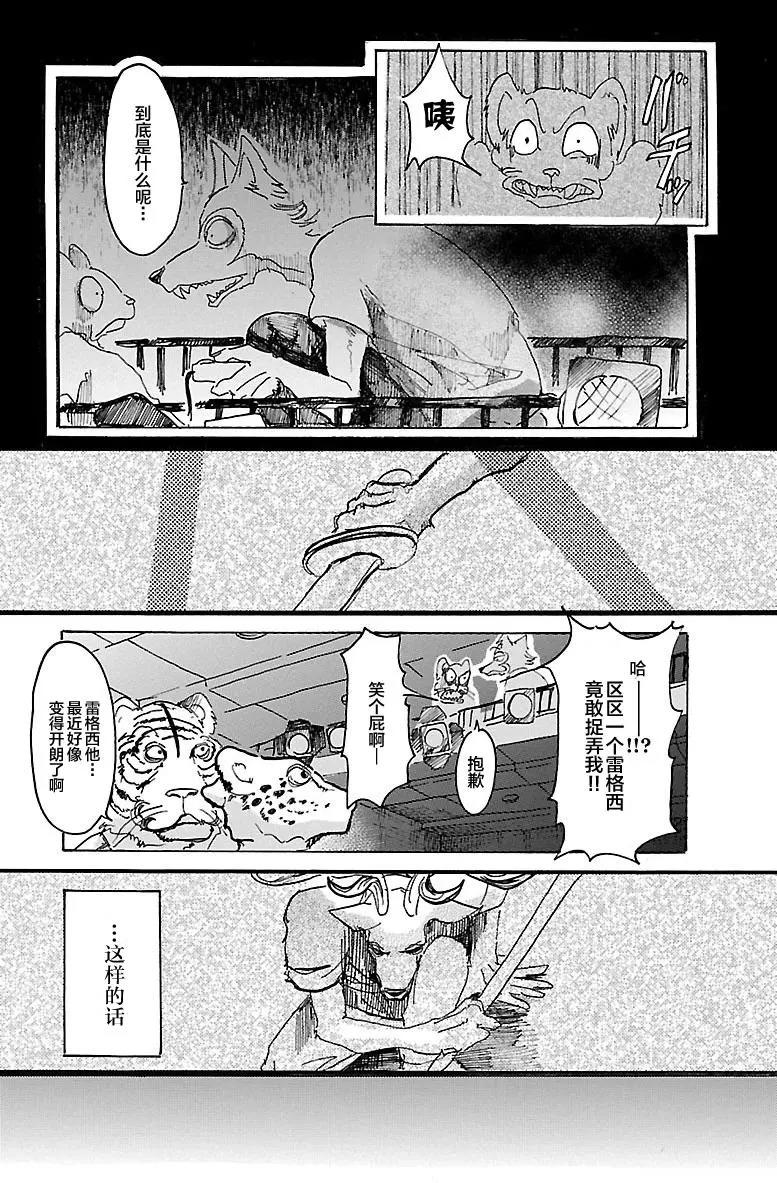 咦
バッ
到底
是什么呢…
哈——!!?
区区一个雷格西
竟敢捉弄我!!
抱歉
笑个屁啊—
雷格西他…
最近好像
变得开朗了啊
…这样的话